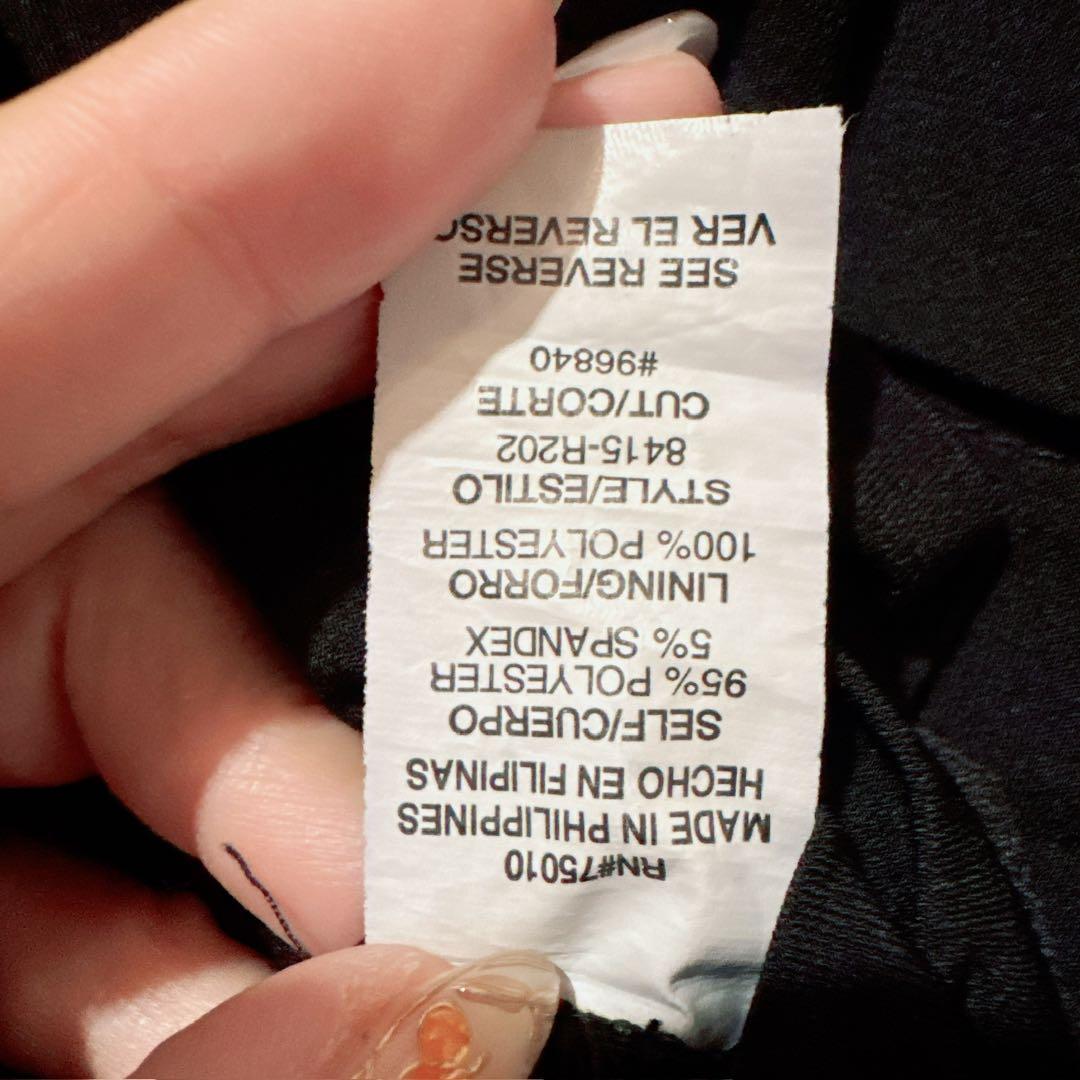 RN#75010
MADE IN PHILIPPINES
HECHO EN FILIPINAS
SELF/CUERPO
95% POLYESTER
5% SPANDEX
LINING/FORRO
100% POLYESTER
STYLE/ESTILO
8415-R202
CUT/CORTE
#96840
SEE REVERSE
VER EL REVERSO